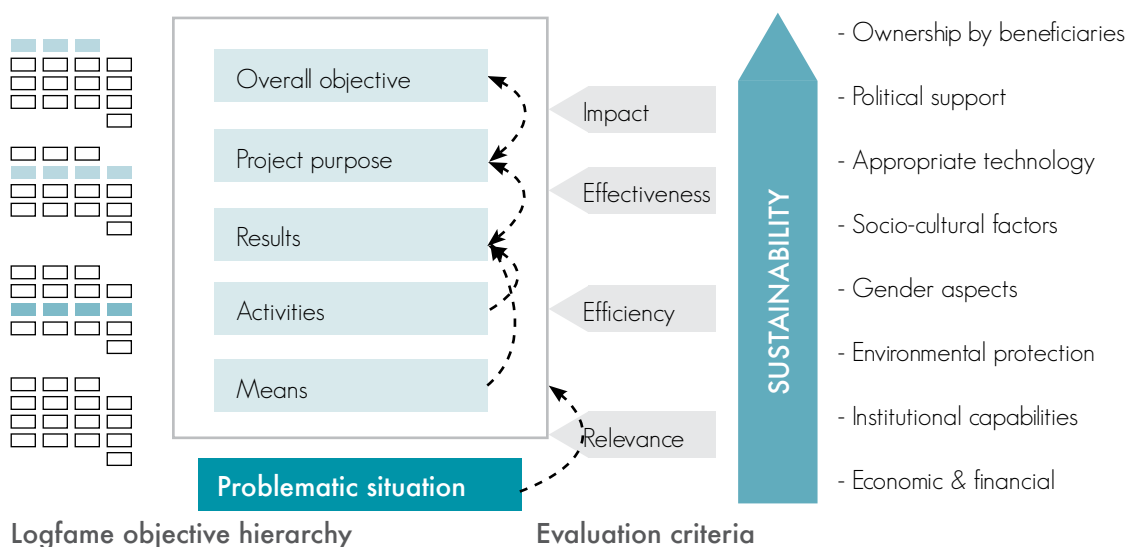 Overall objective
Project purpose
Results
Activities
Means
Problematic situation
Logfame objective hierarchy
Impact
Effectiveness
Efficiency
Relevance
Evaluation criteria
SUSTAINABILITY
- Ownership by beneficiaries
- Political support
- Appropriate technology
- Socio-cultural factors
- Gender aspects
- Environmental protection
- Institutional capabilities
- Economic & financial